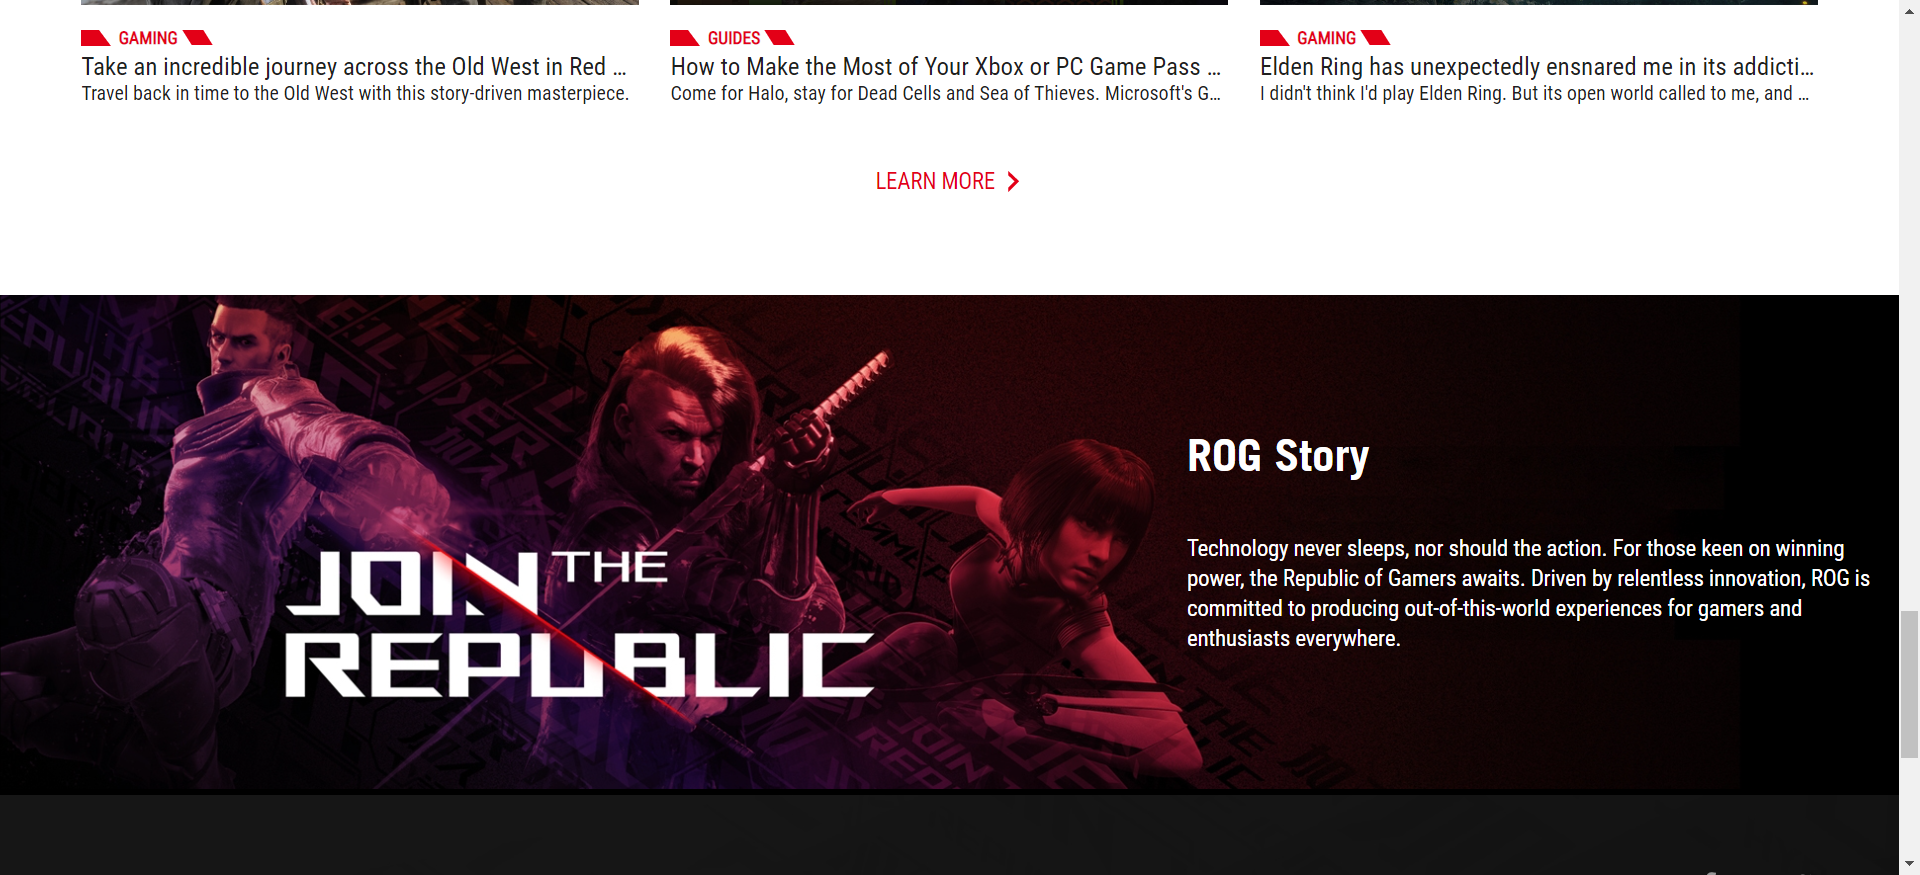 GAMING
Take an incredible journey across the Old West in Red ...
Travel back in time to the Old West with this story-driven masterpiece.
GUIDES
How to Make the Most of Your Xbox or PC Game Pass ...
Come for Halo, stay for Dead Cells and Sea of Thieves. Microsoft's G...
GAMING
Elden Ring has unexpectedly ensnared me in its addicti...
I didn't think I'd play Elden Ring. But its open world called to me, and ...
LEARN MORE
JOIN THE
REPUBLIC
ROG Story
Technology never sleeps, nor should the action. For those keen on winning
power, the Republic of Gamers awaits. Driven by relentless innovation, ROG is
committed to producing out-of-this-world experiences for gamers and
enthusiasts everywhere.